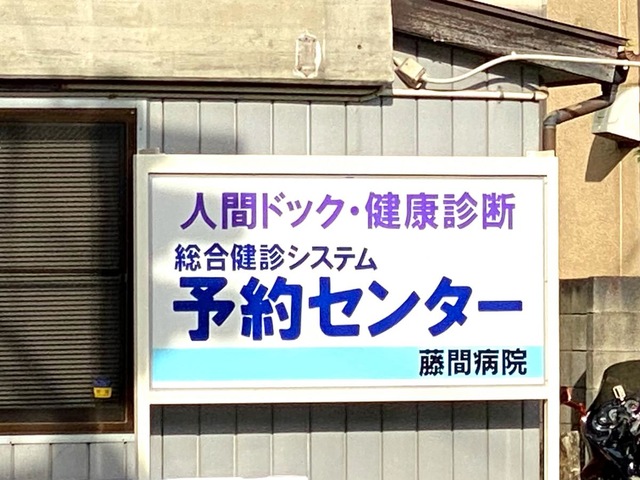 人間ドック・健康診断
総合健診システム
予約センター
藤間病院